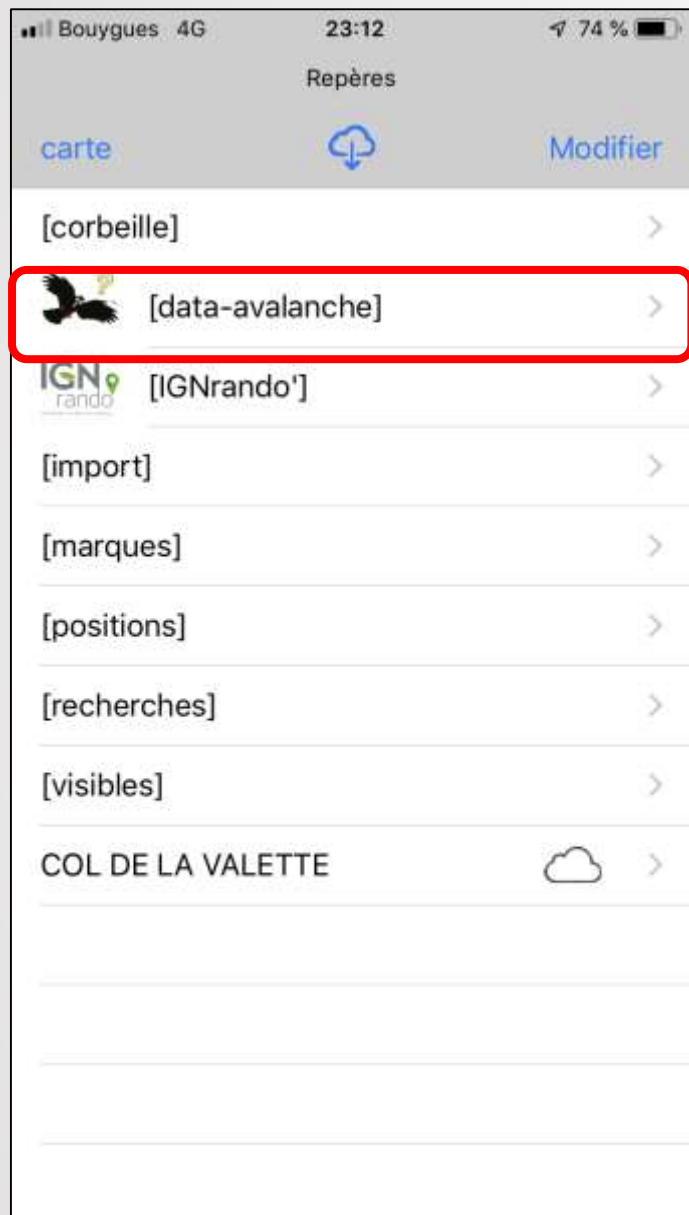 Bouygues 4G 23:12 74 %
Repères
carte Modifier
[corbeille]
[data-avalanche]
IGN
rando
[IGNrando']
[import]
[marques]
[positions]
[recherches]
[visibles]
COL DE LA VALETTE